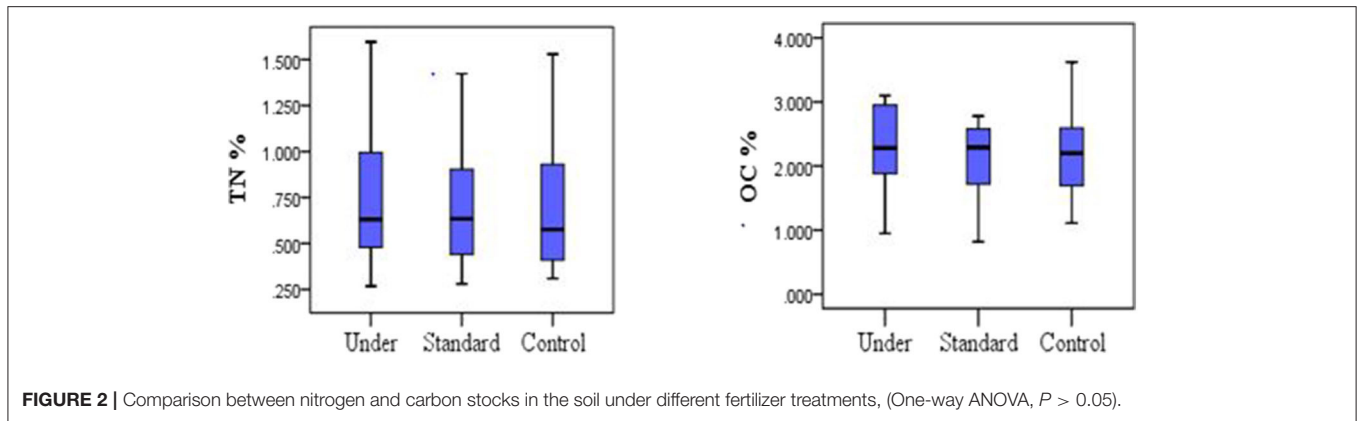 TN %
1.500
1.250
1.000
.750
.500
.250
Under Standard Control
OC %
4.000
3.000
2.000
1.000
.000
Under Standard Control
FIGURE 2 | Comparison between nitrogen and carbon stocks in the soil under different fertilizer treatments, (One-way ANOVA, P > 0.05).